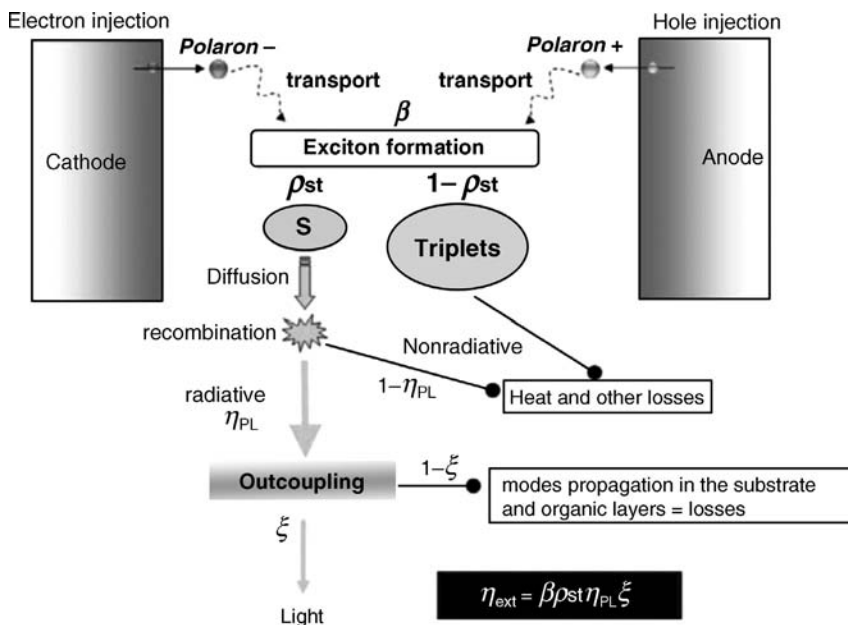 Electron injection
Hole injection
Polaron –
Polaron +
transport
transport
β
Exciton formation
Cathode
Anode
ρst
1– ρst
S
Triplets
Diffusion
recombination
Nonradiative
1–ηPL
Heat and other losses
radiative
ηPL
Outcoupling
1–ξ
modes propagation in the substrate
and organic layers = losses
ξ
ηext = βρstηPLξ
Light